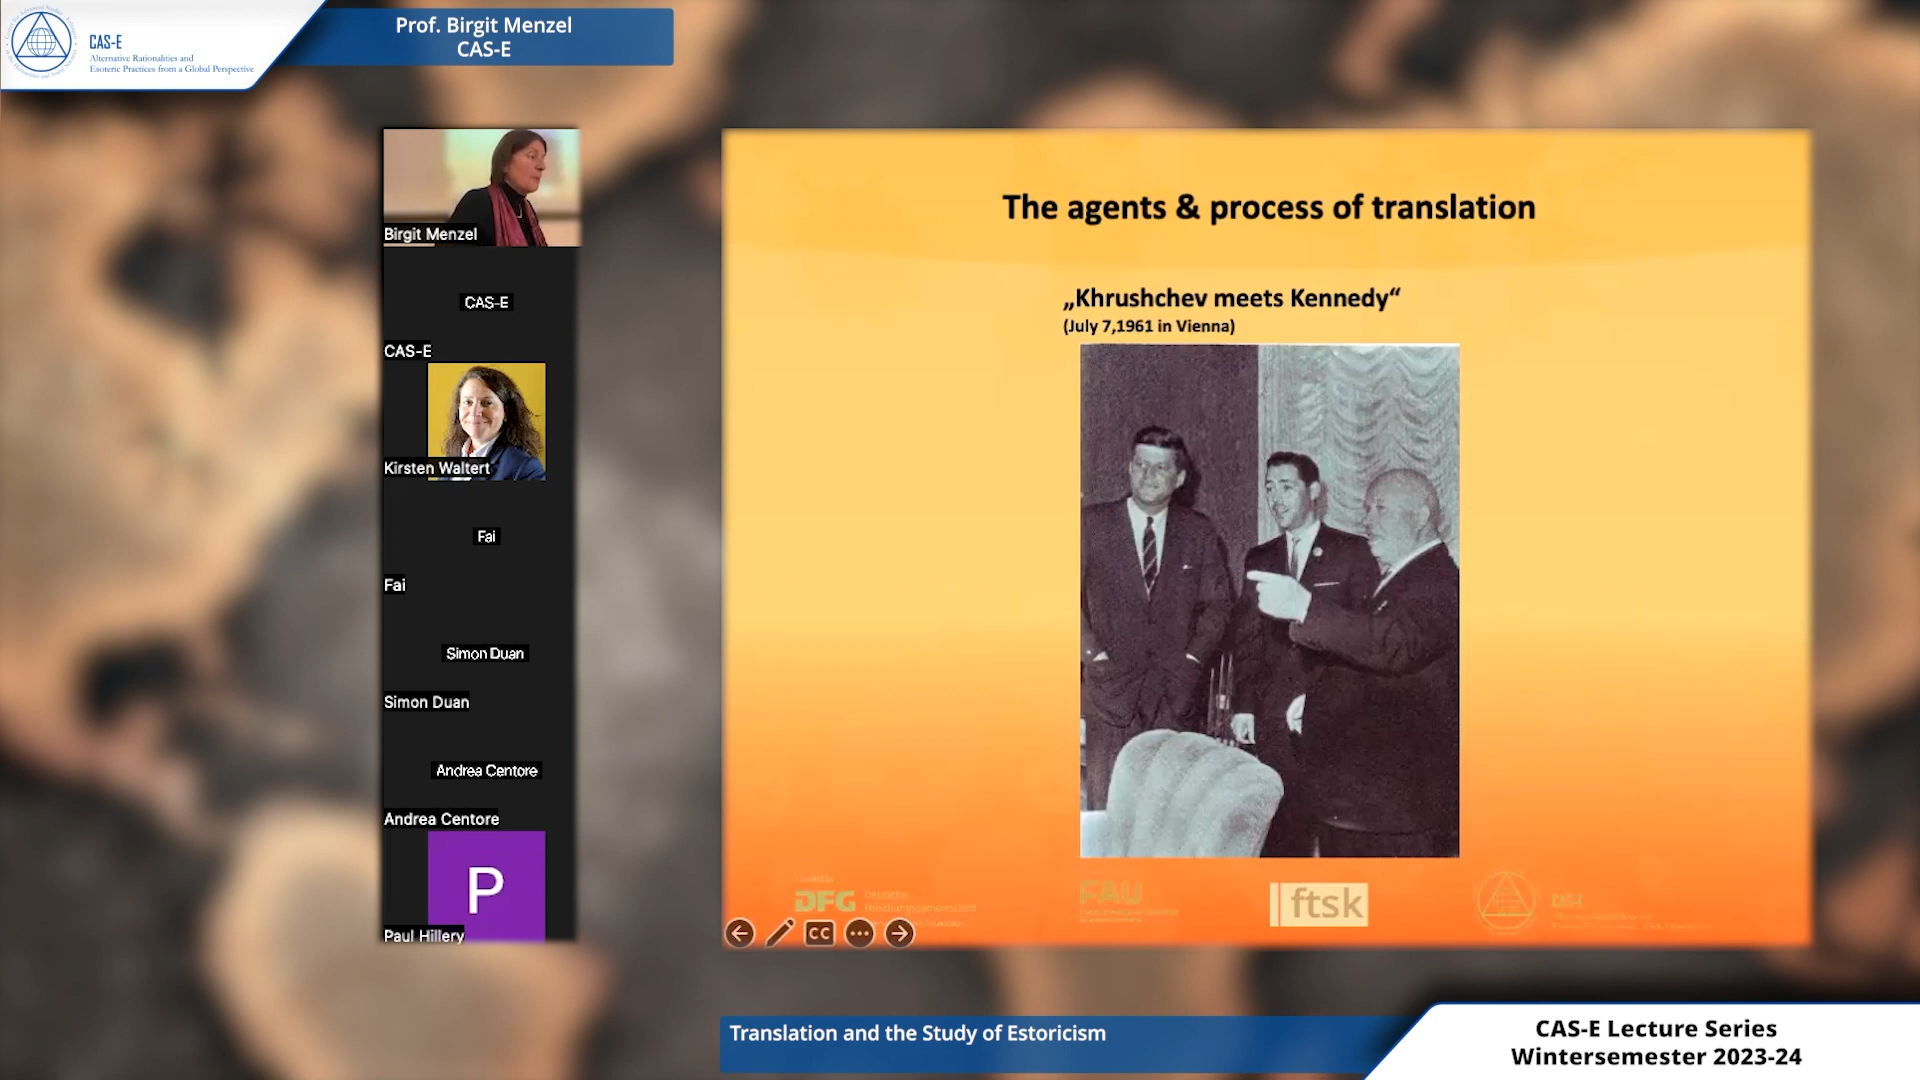 CAS-E
Alternative Rationalities and
Esoteric Practices from a Global Perspective
Prof. Birgit Menzel
CAS-E
Birgit Menzel
CAS-E
CAS-E
Kirsten Waltert
Fai
Fai
Simon Duan
Simon Duan
Andrea Centore
Andrea Centore
P
Paul Hillery
The agents & process of translation
„Khrushchev meets Kennedy“
(July 7,1961 in Vienna)
DFG
Deutsche
Forschungsgemeinschaft
FAU
ftsk
CAS-E
CC
Translation and the Study of Estoricism
CAS-E Lecture Series
Wintersemester 2023-24